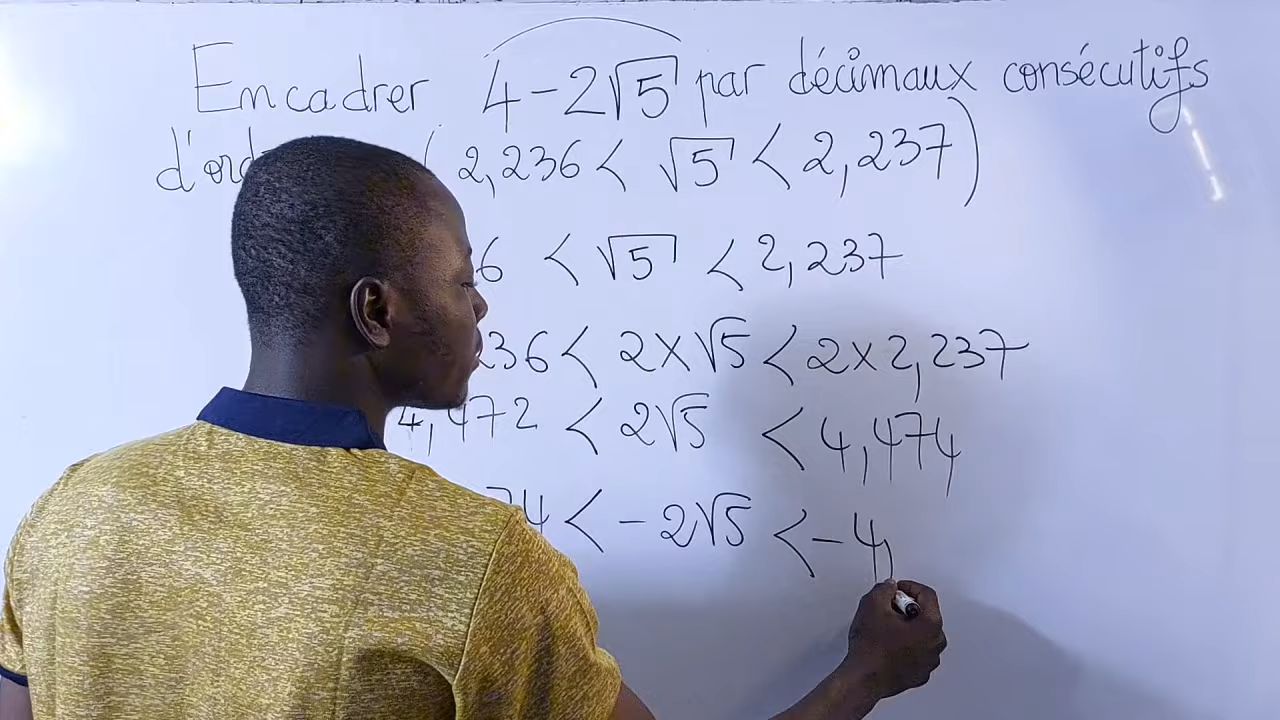 Encadrer 4-2√5 par décimaux consécutifs
(2,236 < √5 < 2,237)
6 < √5 < 2,237
236 < 2×√5 < 2×2,237
4,472 < 2√5 < 4,474
74 < -2√5 < -4,